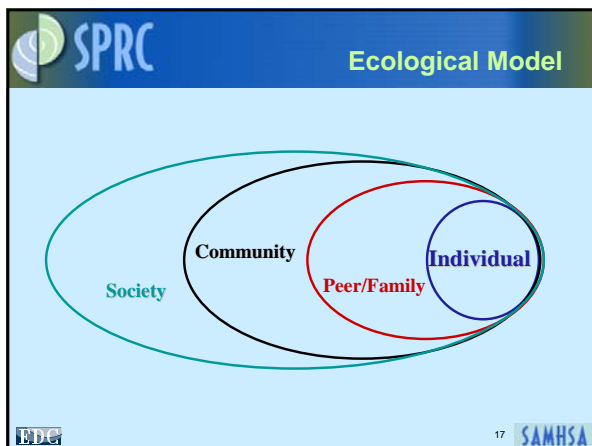 SPRC
Ecological Model
Community
Individual
Society
Peer/Family
EDC
17
SAMHSA